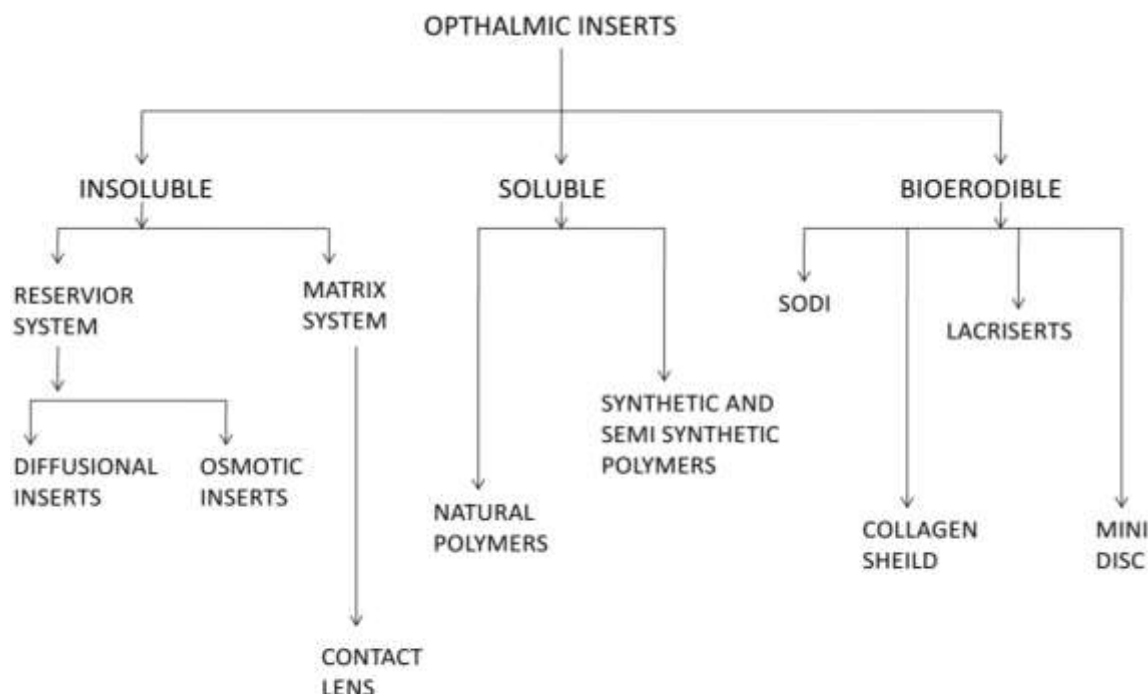 OPTHALMIC INSERTS
INSOLUBLE
SOLUBLE
BIOERODIBLE
RESERVIOR
SYSTEM
MATRIX
SYSTEM
SODI
LACRISERTS
DIFFUSIONAL
INSERTS
OSMOTIC
INSERTS
SYNTHETIC AND
SEMI SYNTHETIC
POLYMERS
NATURAL
POLYMERS
COLLAGEN
SHEILD
MINI
DISC
CONTACT
LENS